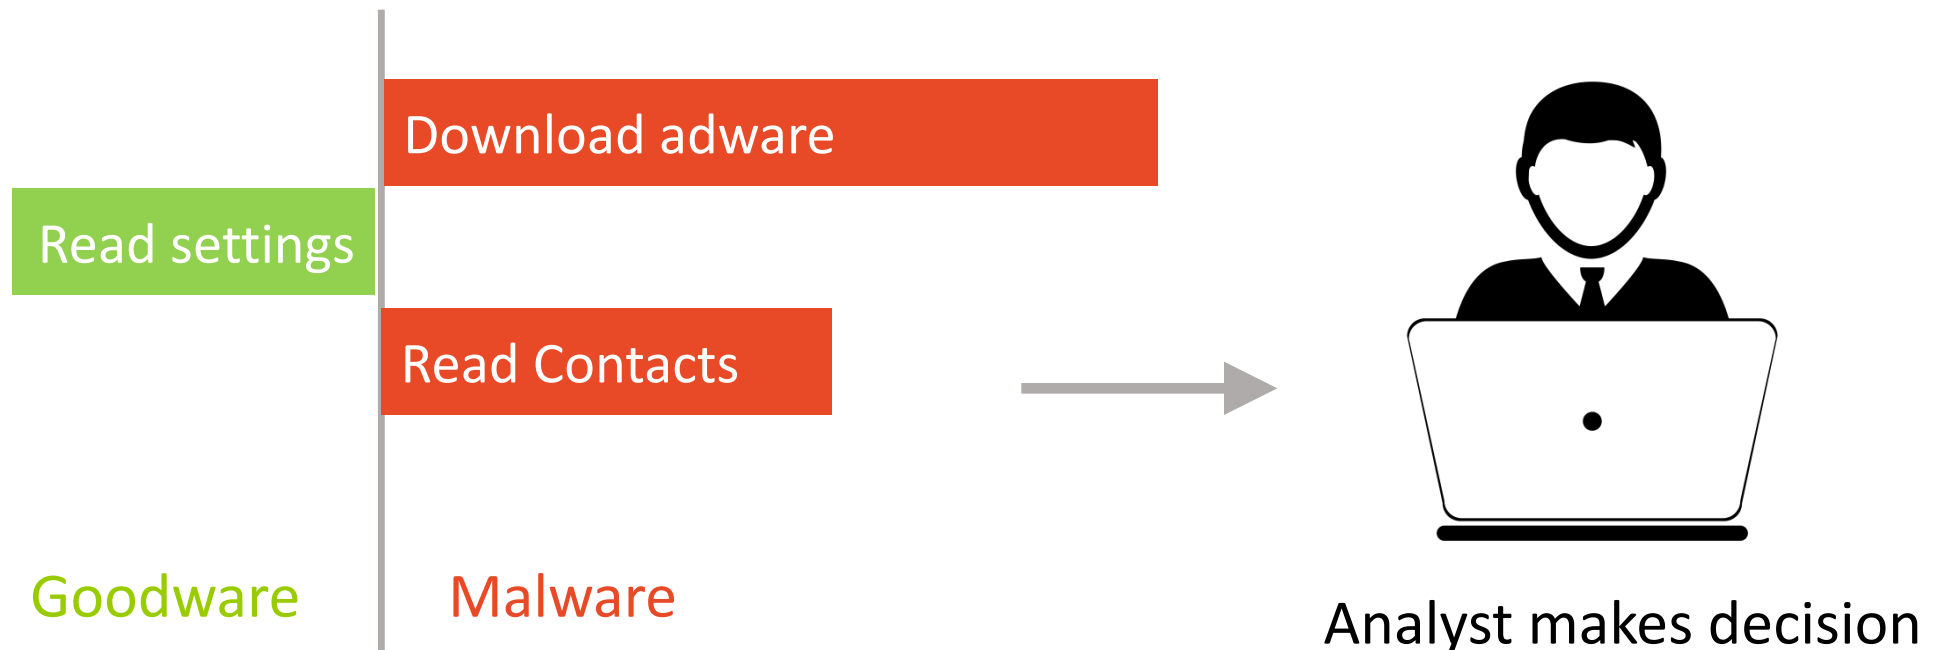 Download adware
Read settings
Read Contacts
Goodware
Malware
Analyst makes decision